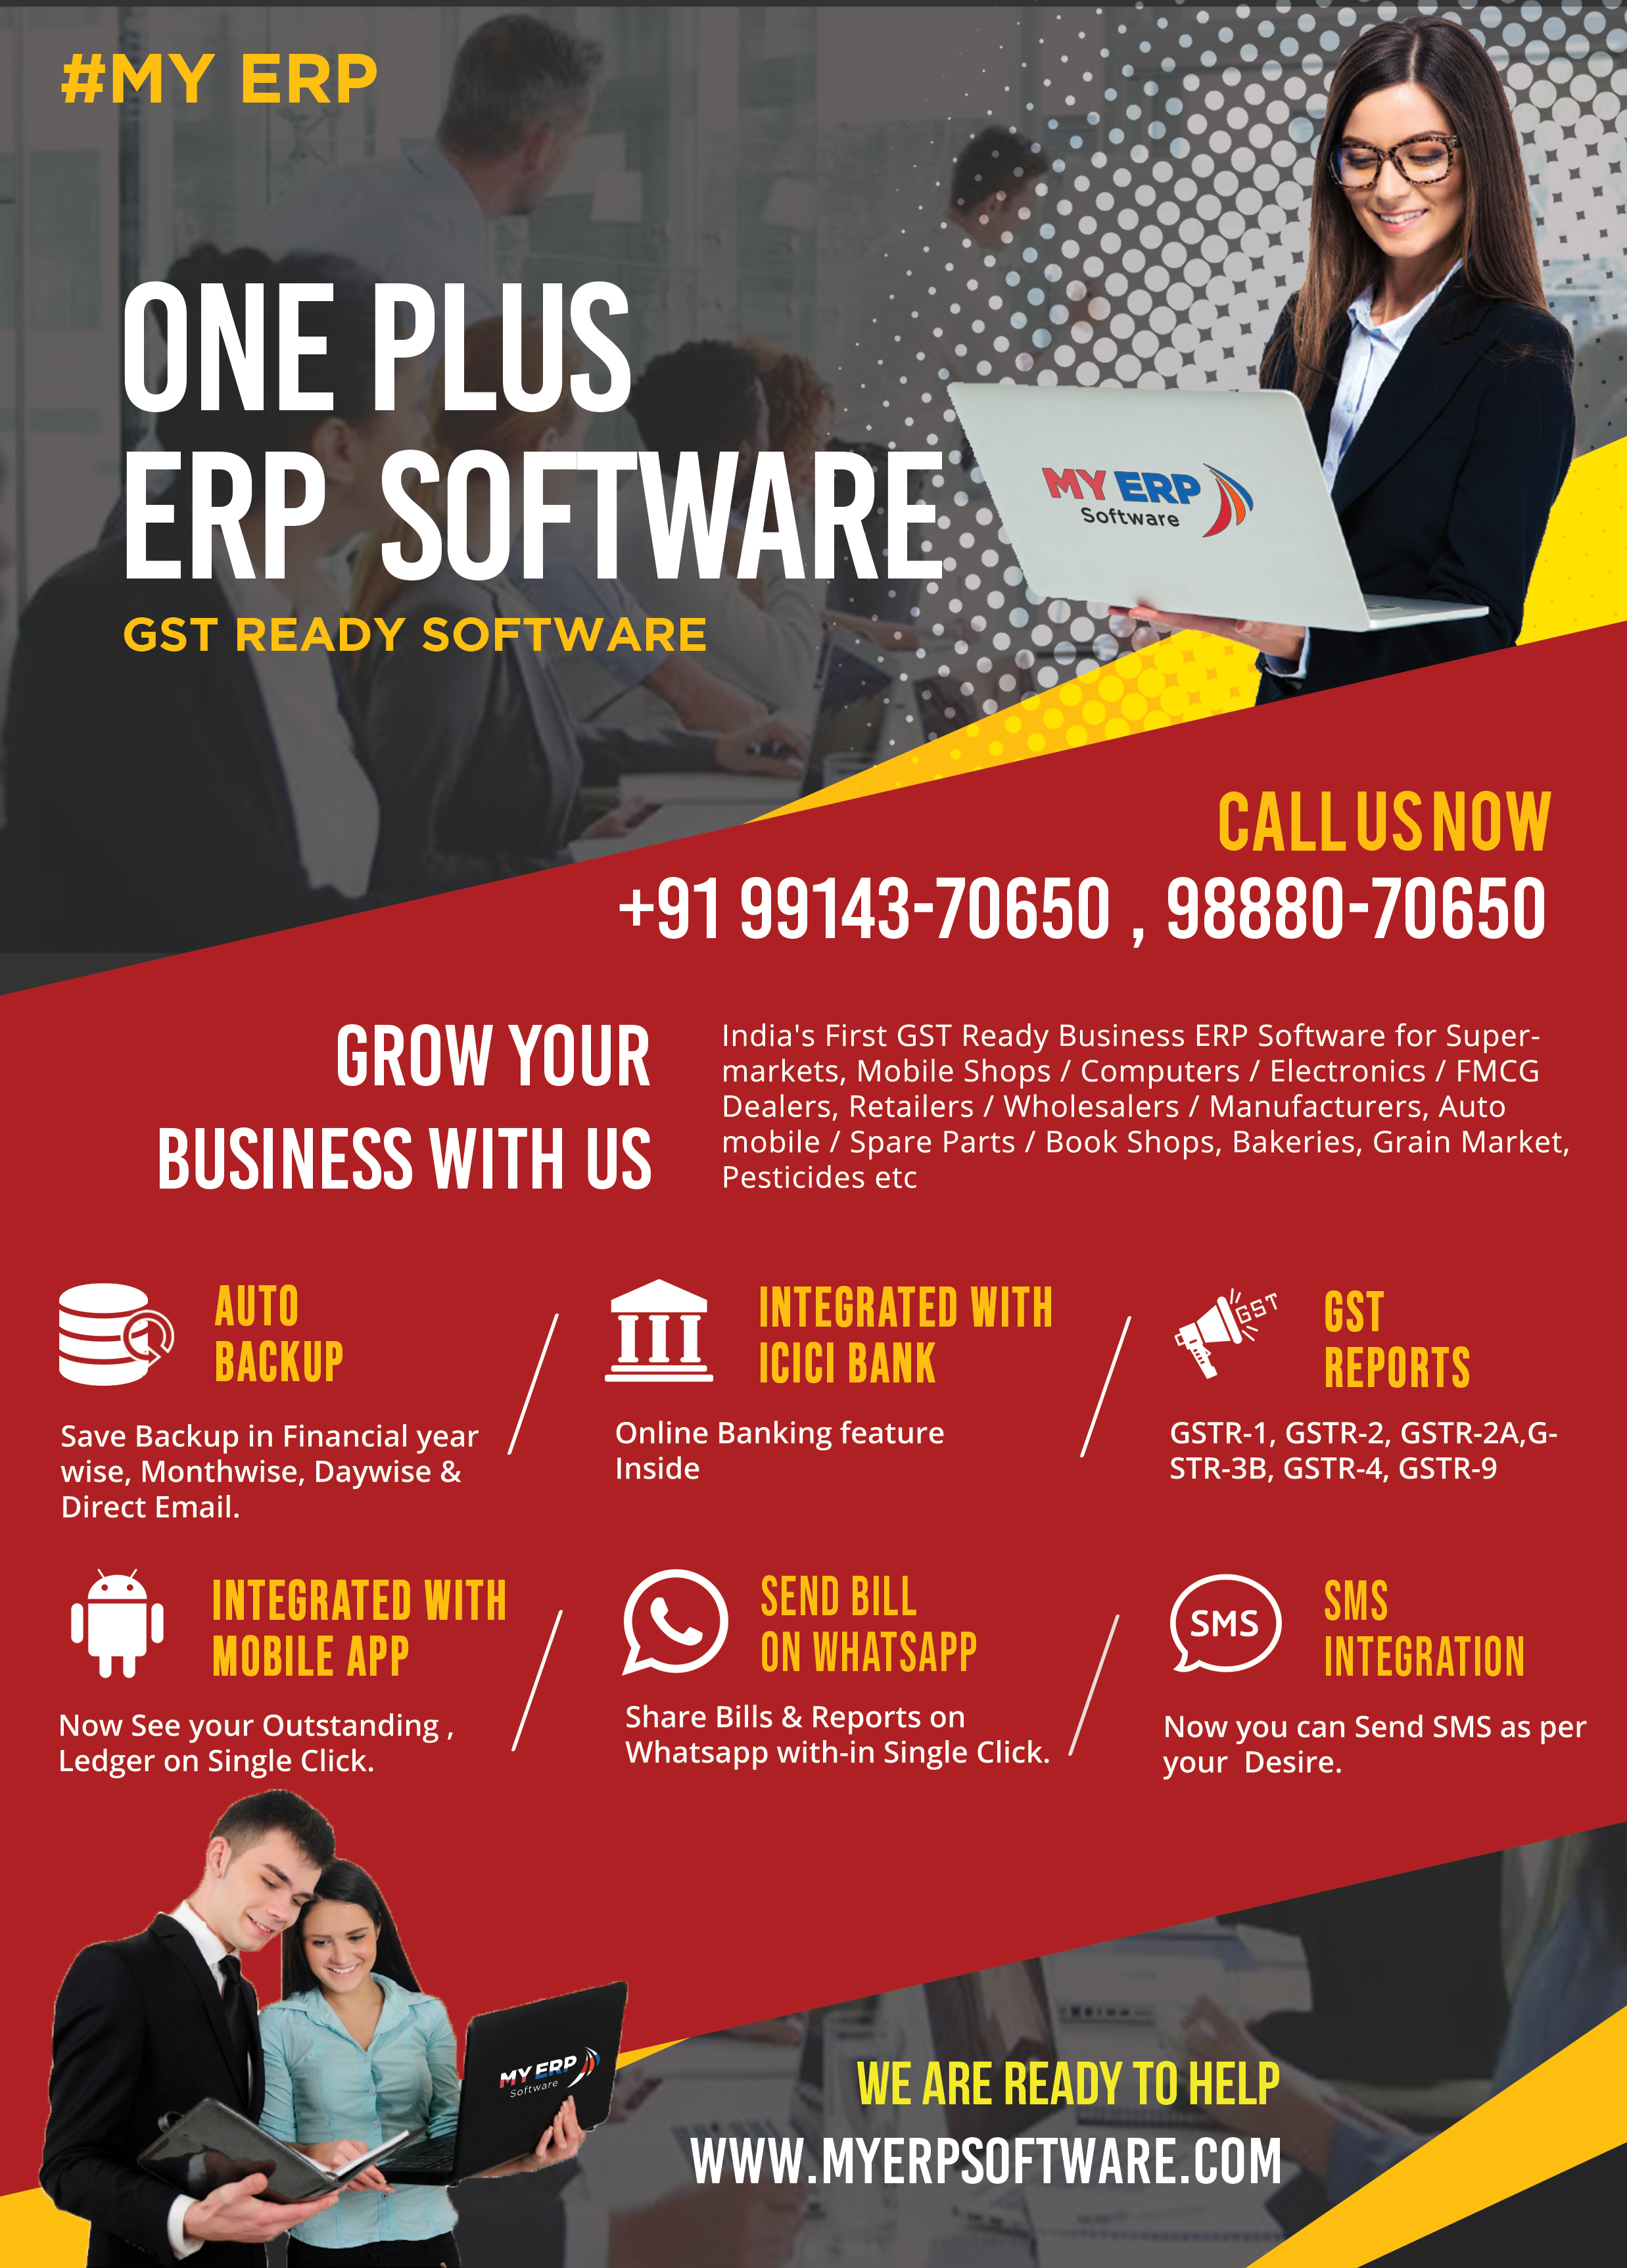 #MY ERP
ONE PLUS
ERP SOFTWARE
GST READY SOFTWARE
MY ERP
Software
CALL US NOW
+91 99143-70650 , 98880-70650
GROW YOUR
BUSINESS WITH US
India's First GST Ready Business ERP Software for Super-
markets, Mobile Shops / Computers / Electronics / FMCG
Dealers, Retailers / Wholesalers / Manufacturers, Auto
mobile / Spare Parts / Book Shops, Bakeries, Grain Market,
Pesticides etc
AUTO
BACKUP
Save Backup in Financial year
wise, Monthwise, Daywise &
Direct Email.
INTEGRATED WITH
ICICI BANK
Online Banking feature
Inside
GST
GST
REPORTS
GSTR-1, GSTR-2, GSTR-2A,G-
STR-3B, GSTR-4, GSTR-9
INTEGRATED WITH
MOBILE APP
Now See your Outstanding ,
Ledger on Single Click.
SEND BILL
ON WHATSAPP
Share Bills & Reports on
Whatsapp with-in Single Click.
SMS
SMS
INTEGRATION
Now you can Send SMS as per
your  Desire.
MY ERP
Software
WE ARE READY TO HELP
WWW.MYERPSOFTWARE.COM